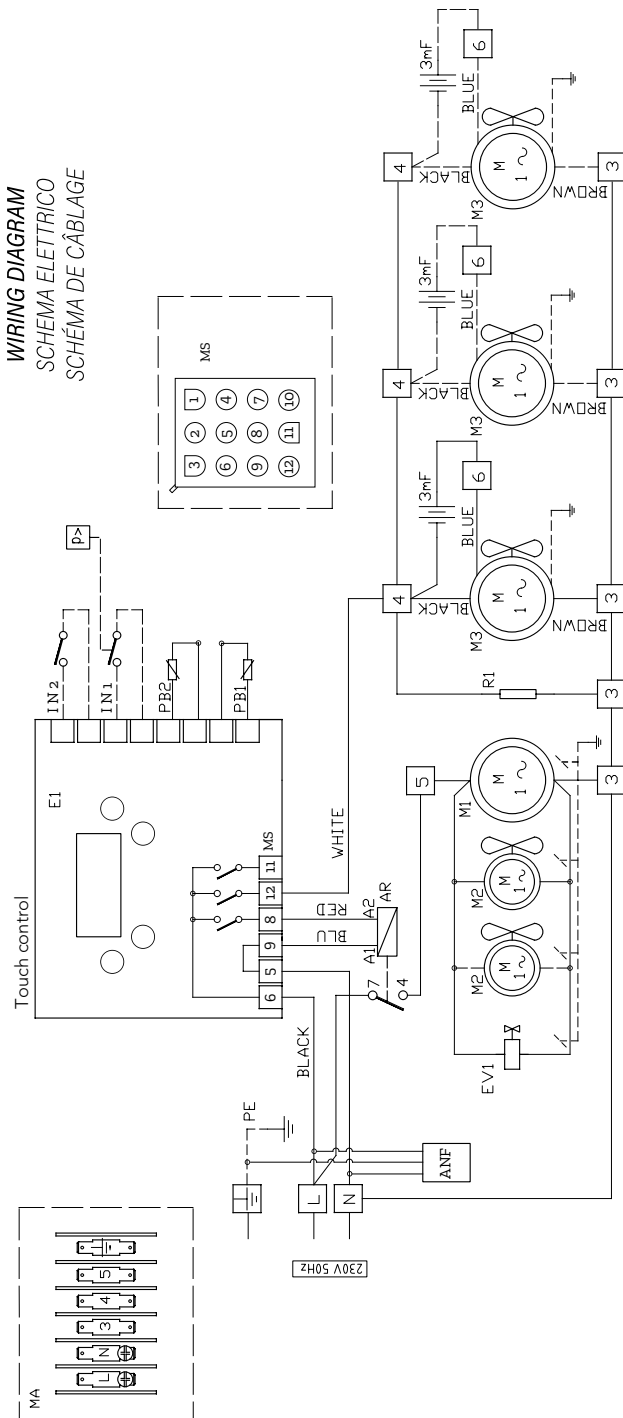 WIRING DIAGRAM
SCHEMA ELETTRICO
SCHÉMA DE CÂBLAGE
MA
L
N
3
4
5
Touch control
E1
IN2
IN1
p>
PB2
PB1
MS
6
5
9
8
12
11
MS
3
2
1
6
5
4
9
8
7
12
11
10
PE
L
N
230V 50Hz
ANF
BLACK
BLU
RED
WHITE
A1
A2
AR
7
4
5
EV1
M2
M
1
M2
M
1
M1
M
1
3
R1
3
4
BLACK
3mF
6
BLUE
M3
M
1
BROWN
3
4
BLACK
3mF
6
BLUE
M3
M
1
BROWN
3
4
BLACK
3mF
6
BLUE
M3
M
1
BROWN
3